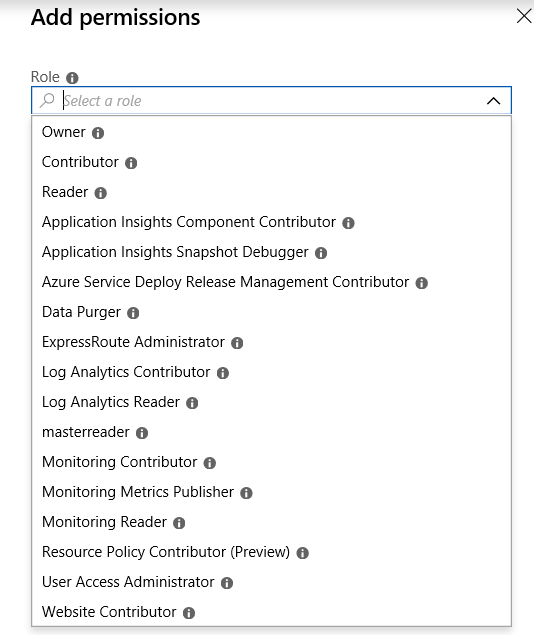 Add permissions
Role
Select a role
Owner
Contributor
Reader
Application Insights Component Contributor
Application Insights Snapshot Debugger
Azure Service Deploy Release Management Contributor
Data Purger
ExpressRoute Administrator
Log Analytics Contributor
Log Analytics Reader
masterreader
Monitoring Contributor
Monitoring Metrics Publisher
Monitoring Reader
Resource Policy Contributor (Preview)
User Access Administrator
Website Contributor